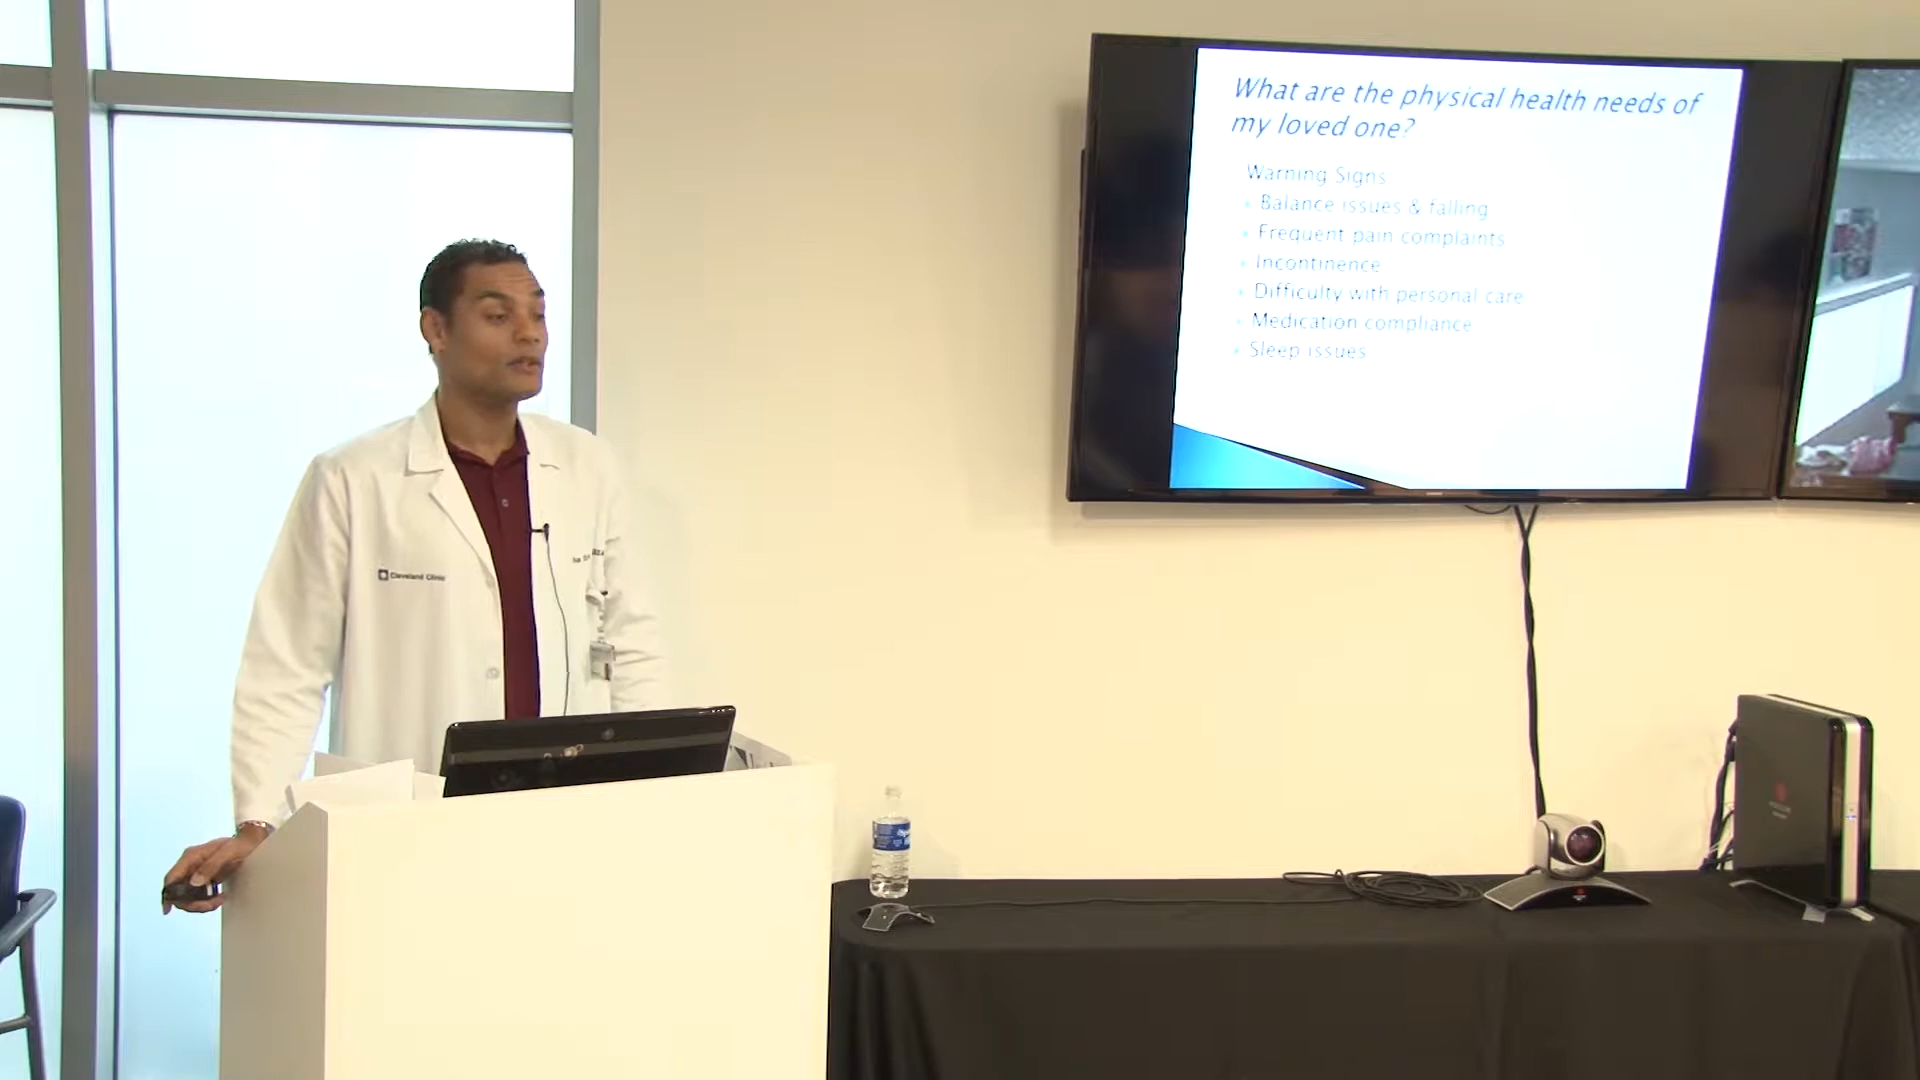 What are the physical health needs of
my loved one?
Warning Signs
Balance issues & falling
Frequent pain complaints
Incontinence
Difficulty with personal care
Medication compliance
Sleep issues
Cleveland Clinic